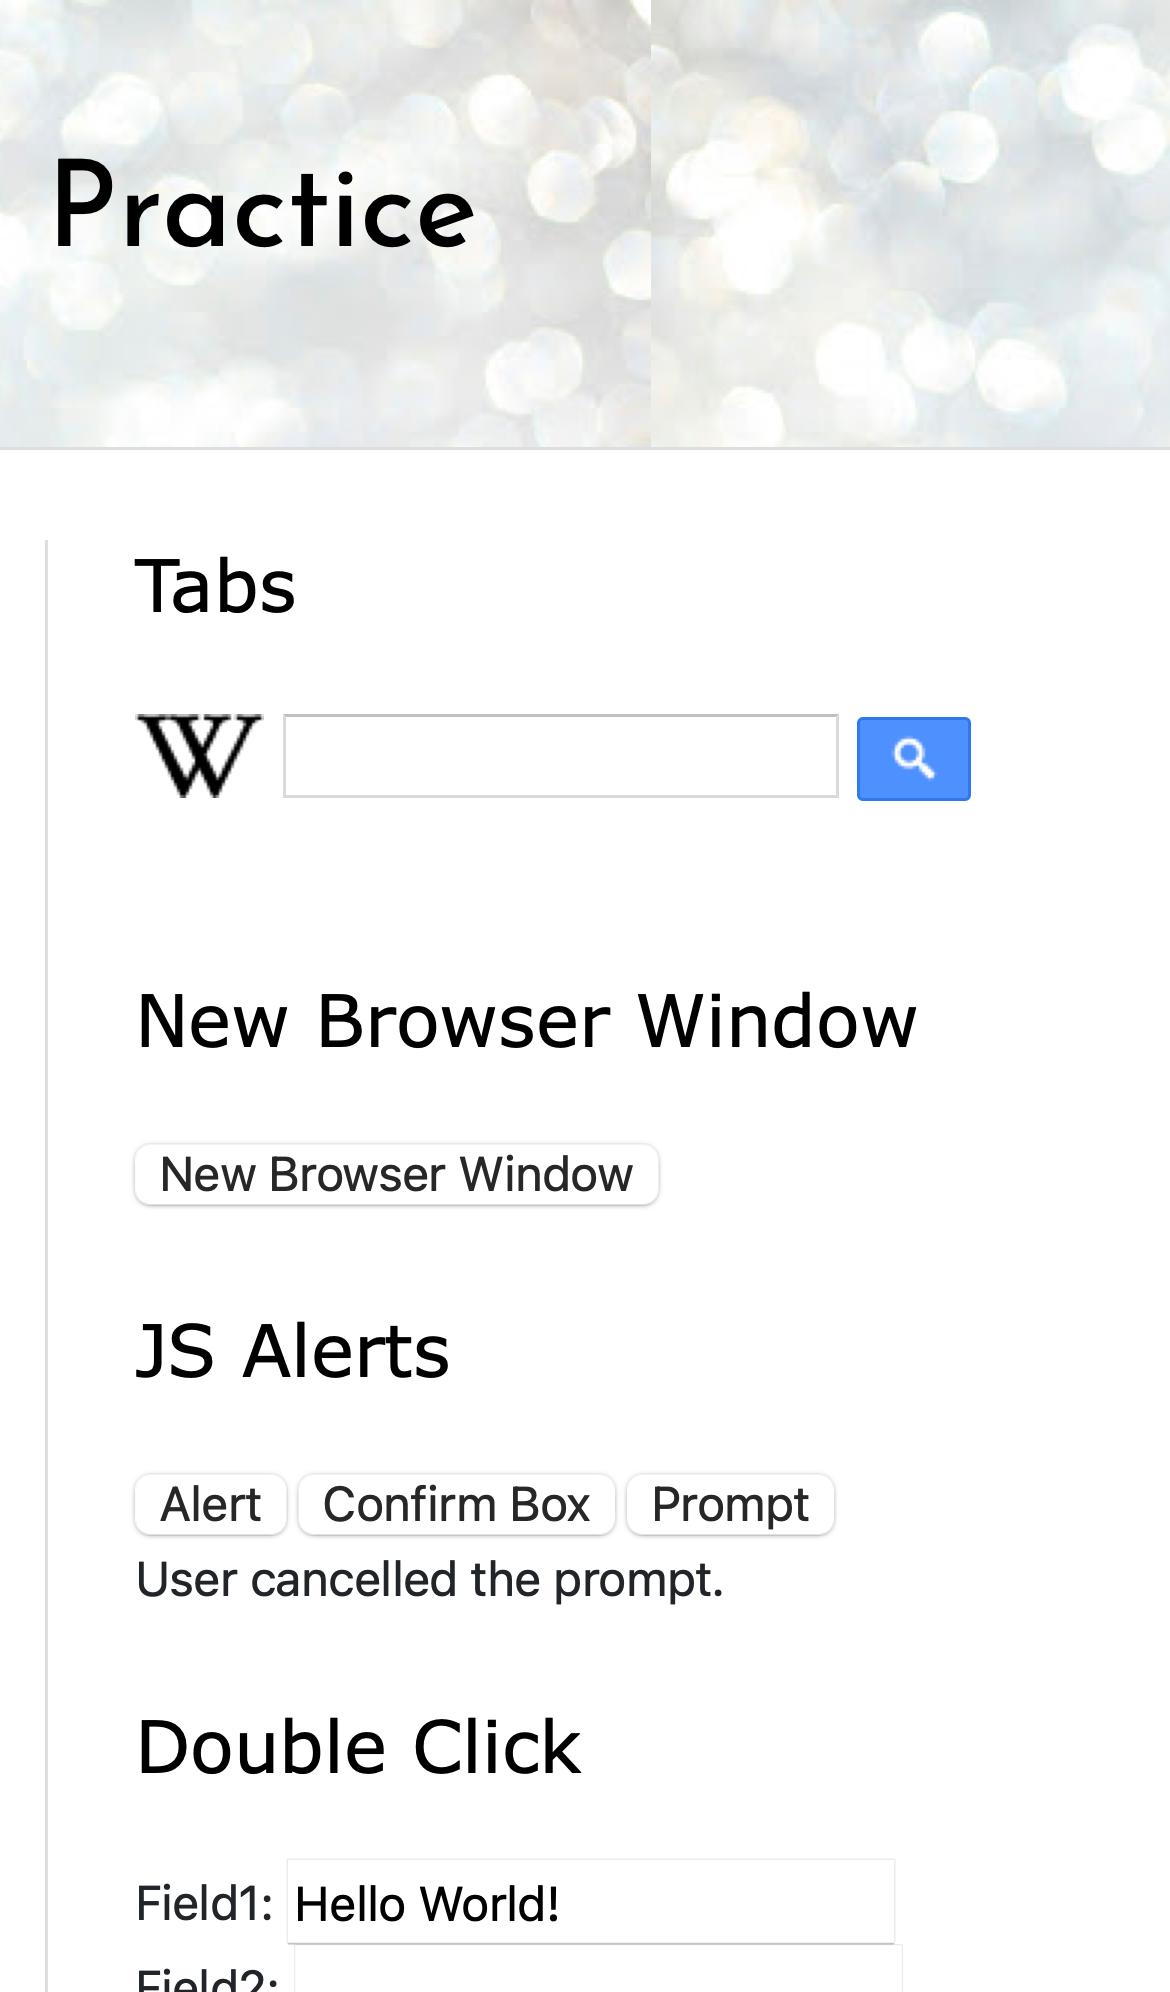 Practice
Tabs
W
New Browser Window
New Browser Window
JS Alerts
Alert Confirm Box Prompt
User cancelled the prompt.
Double Click
Field1: Hello World!
Field2: